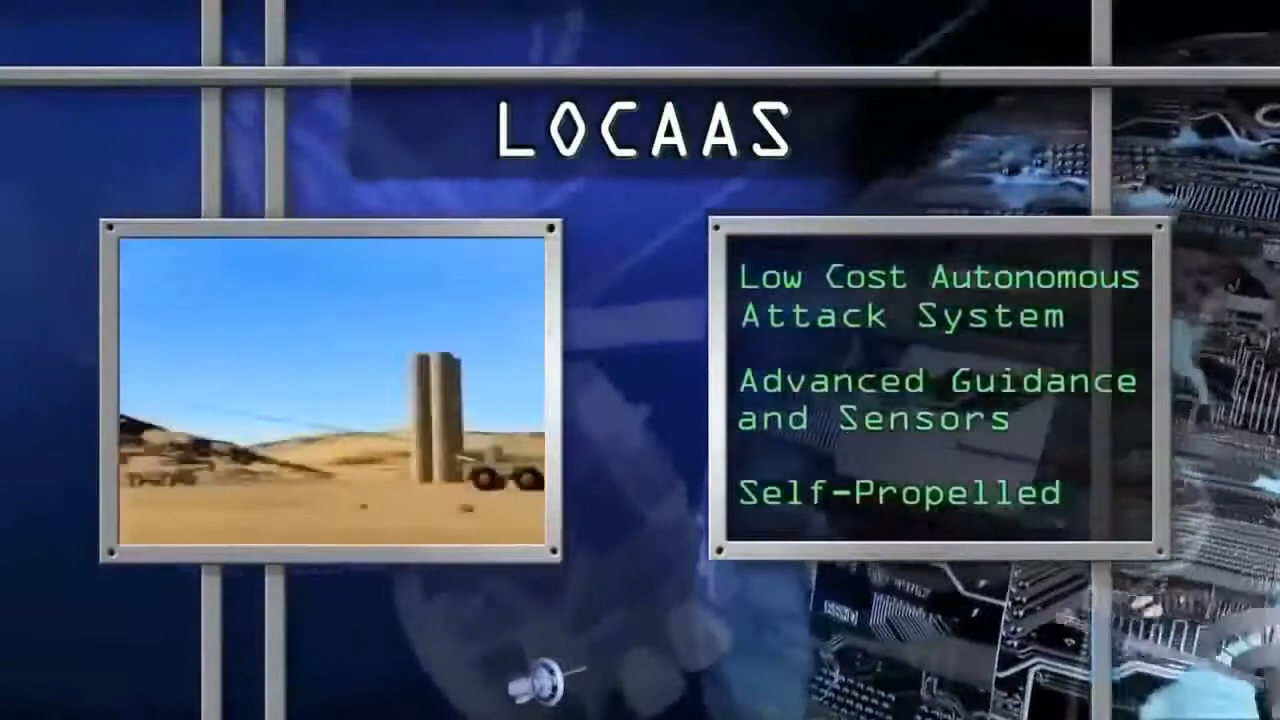 LOCAAS
Low Cost Autonomous
Attack System
Advanced Guidance
and Sensors
Self-Propelled